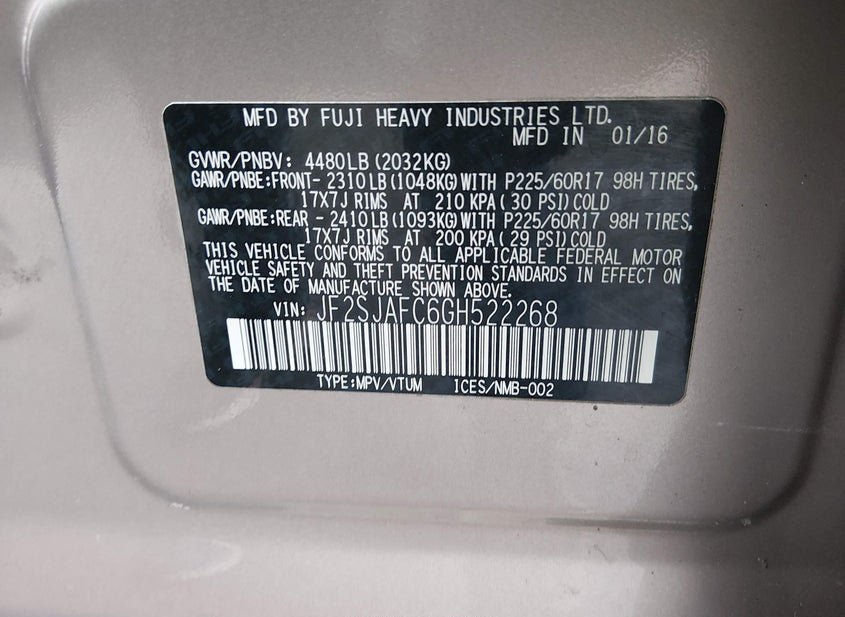 MFD BY FUJI HEAVY INDUSTRIES LTD.
MFD IN 01/16
GVWR/PNBV: 4480LB (2032KG)
GAWR/PNBE:FRONT- 2310LB (1048KG) WITH P225/60R17 98H TIRES,
17X7J RIMS AT 210 KPA ( 30 PSI) COLD
GAWR/PNBE:REAR - 2410LB (1093KG) WITH P225/60R17 98H TIRES,
17X7J RIMS AT 200 KPA ( 29 PSI) COLD
THIS VEHICLE CONFORMS TO ALL APPLICABLE FEDERAL MOTOR
VEHICLE SAFETY AND THEFT PREVENTION STANDARDS IN EFFECT ON
THE DATE OF MANUFACTURE SHOWN ABOVE.
VIN: JF2SJAFC6GH522268
TYPE:MPV/VTUM ICES/NMB-002